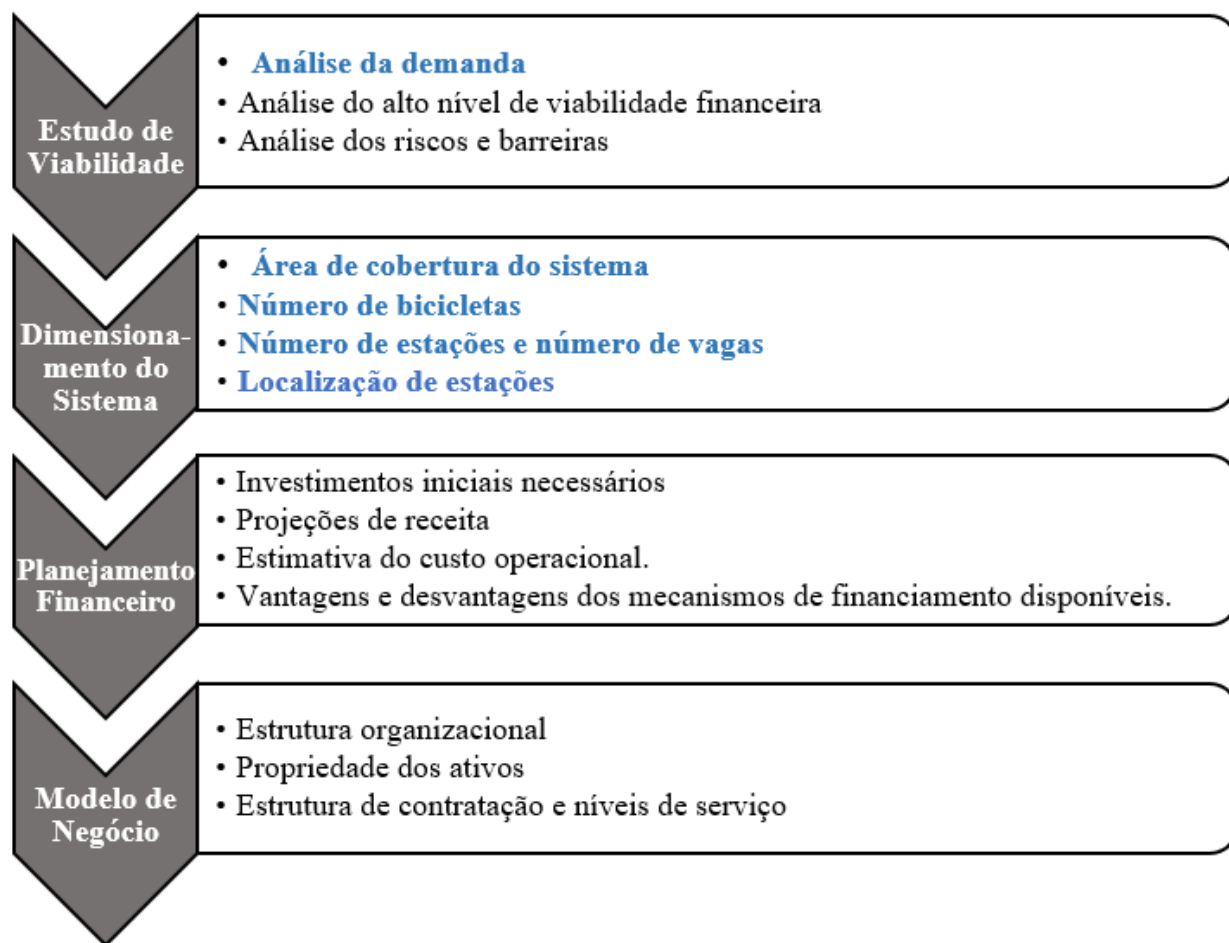 Estudo de
Viabilidade
• Análise da demanda
• Análise do alto nível de viabilidade financeira
• Análise dos riscos e barreiras
Dimensiona-
mento do
Sistema
• Área de cobertura do sistema
• Número de bicicletas
• Número de estações e número de vagas
• Localização de estações
Planejamento
Financeiro
• Investimentos iniciais necessários
• Projeções de receita
• Estimativa do custo operacional.
• Vantagens e desvantagens dos mecanismos de financiamento disponíveis.
Modelo de
Negócio
• Estrutura organizacional
• Propriedade dos ativos
• Estrutura de contratação e níveis de serviço